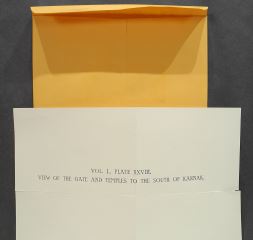 VOL. I., PLATE XXVIII.
VIEW OF THE GATE AND TEMPLES TO THE SOUTH OF KARNAK.